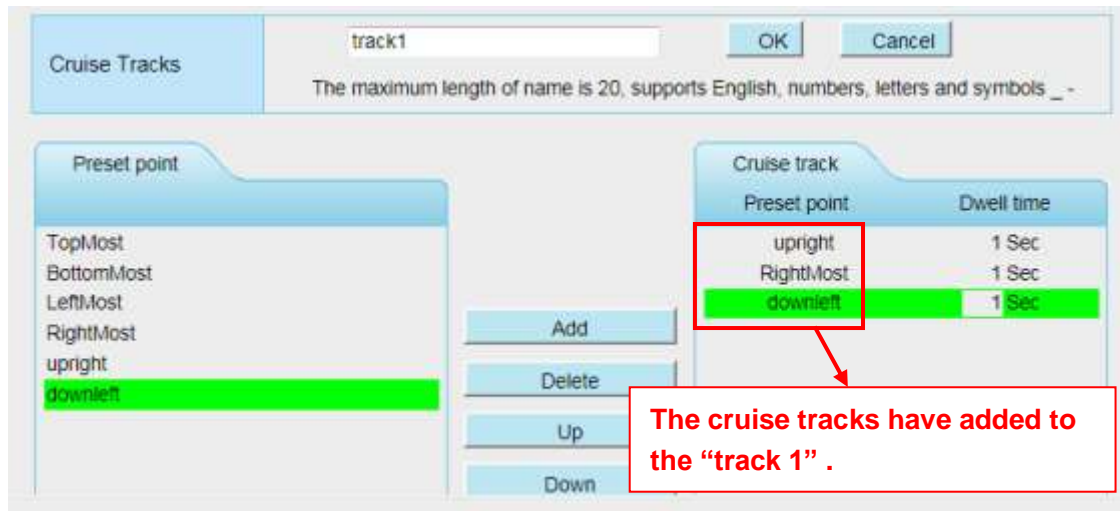 track1
OK
Cancel
Cruise Tracks
The maximum length of name is 20, supports English, numbers, letters and symbols _ -
Preset point
TopMost
BottomMost
LeftMost
RightMost
upright
downleft
Add
Delete
Up
Down
Cruise track
Preset point Dwell time
upright 1 Sec
RightMost 1 Sec
downleft 1 Sec
The cruise tracks have added to
the “track 1” .